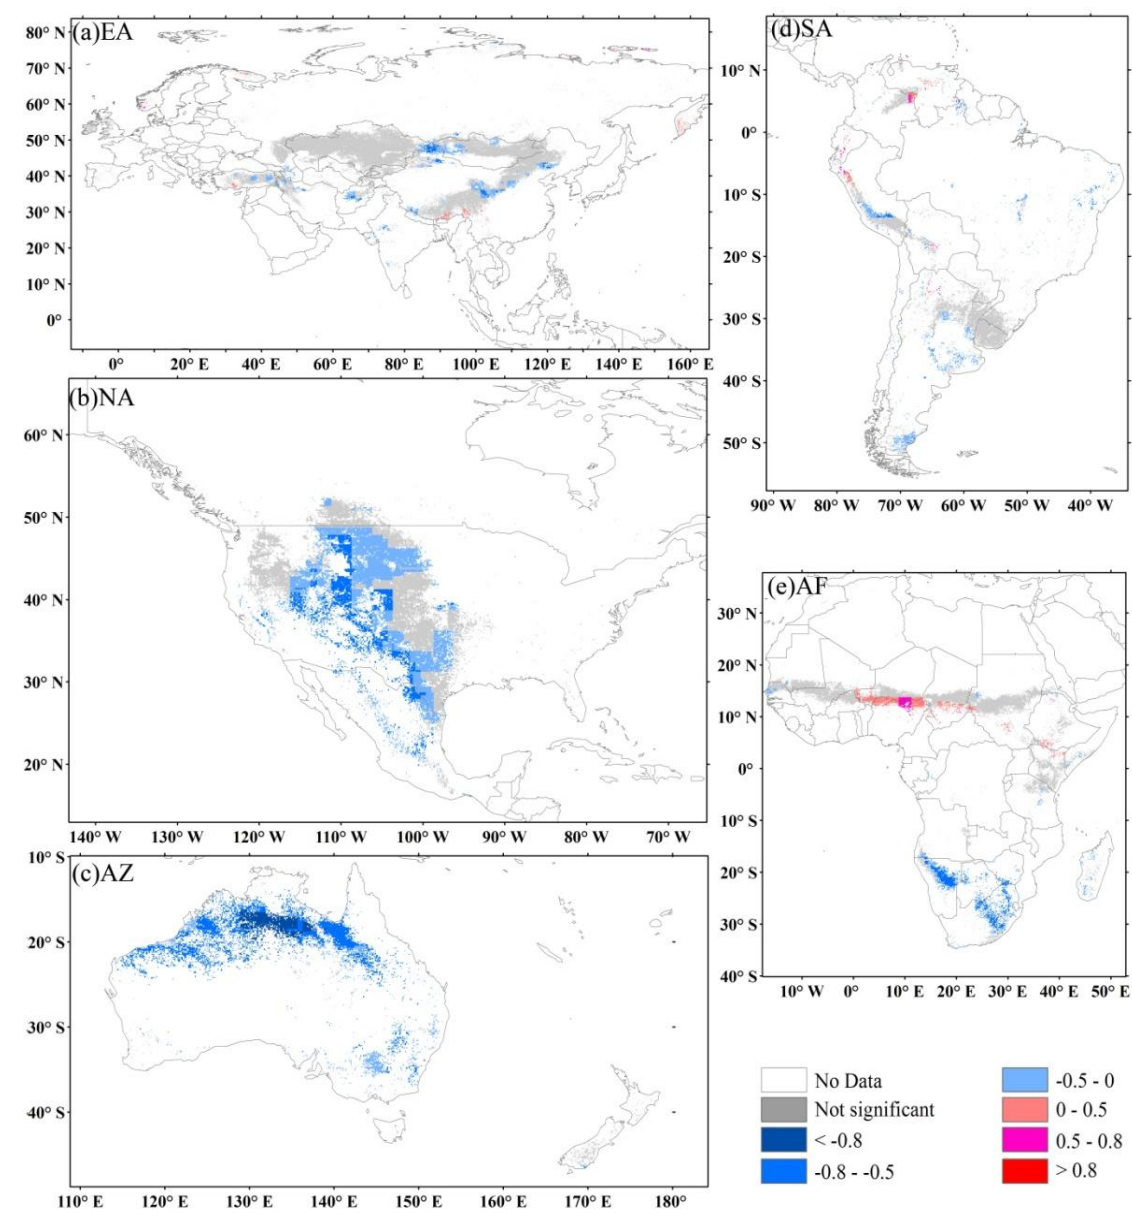 (a)EA
80° N
70° N
60° N
50° N
40° N
30° N
20° N
10° N
0°
0° 20° E 40° E 60° E 80° E 100° E 120° E 140° E 160° E
(b)NA
60° N
50° N
40° N
30° N
20° N
140° W 130° W 120° W 110° W 100° W 90° W 80° W 70° W
(c)AZ
10° S
20° S
30° S
40° S
110° E 120° E 130° E 140° E 150° E 160° E 170° E 180°
(d)SA
10° N
0°
10° S
20° S
30° S
40° S
50° S
90° W 80° W 70° W 60° W 50° W 40° W
(e)AF
30° N
20° N
10° N
0°
10° S
20° S
30° S
40° S
10° W 0° 10° E 20° E 30° E 40° E 50° E
No Data
Not significant
< -0.8
-0.8 - -0.5
-0.5 - 0
0 - 0.5
0.5 - 0.8
> 0.8